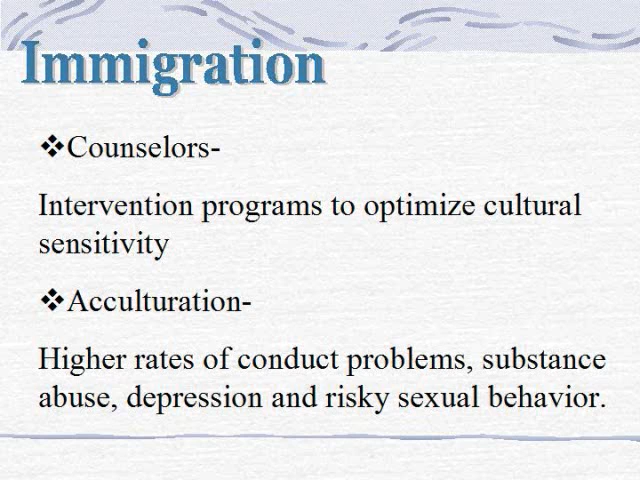 Immigration
❖Counselors-
Intervention programs to optimize cultural
sensitivity
❖Acculturation-
Higher rates of conduct problems, substance
abuse, depression and risky sexual behavior.